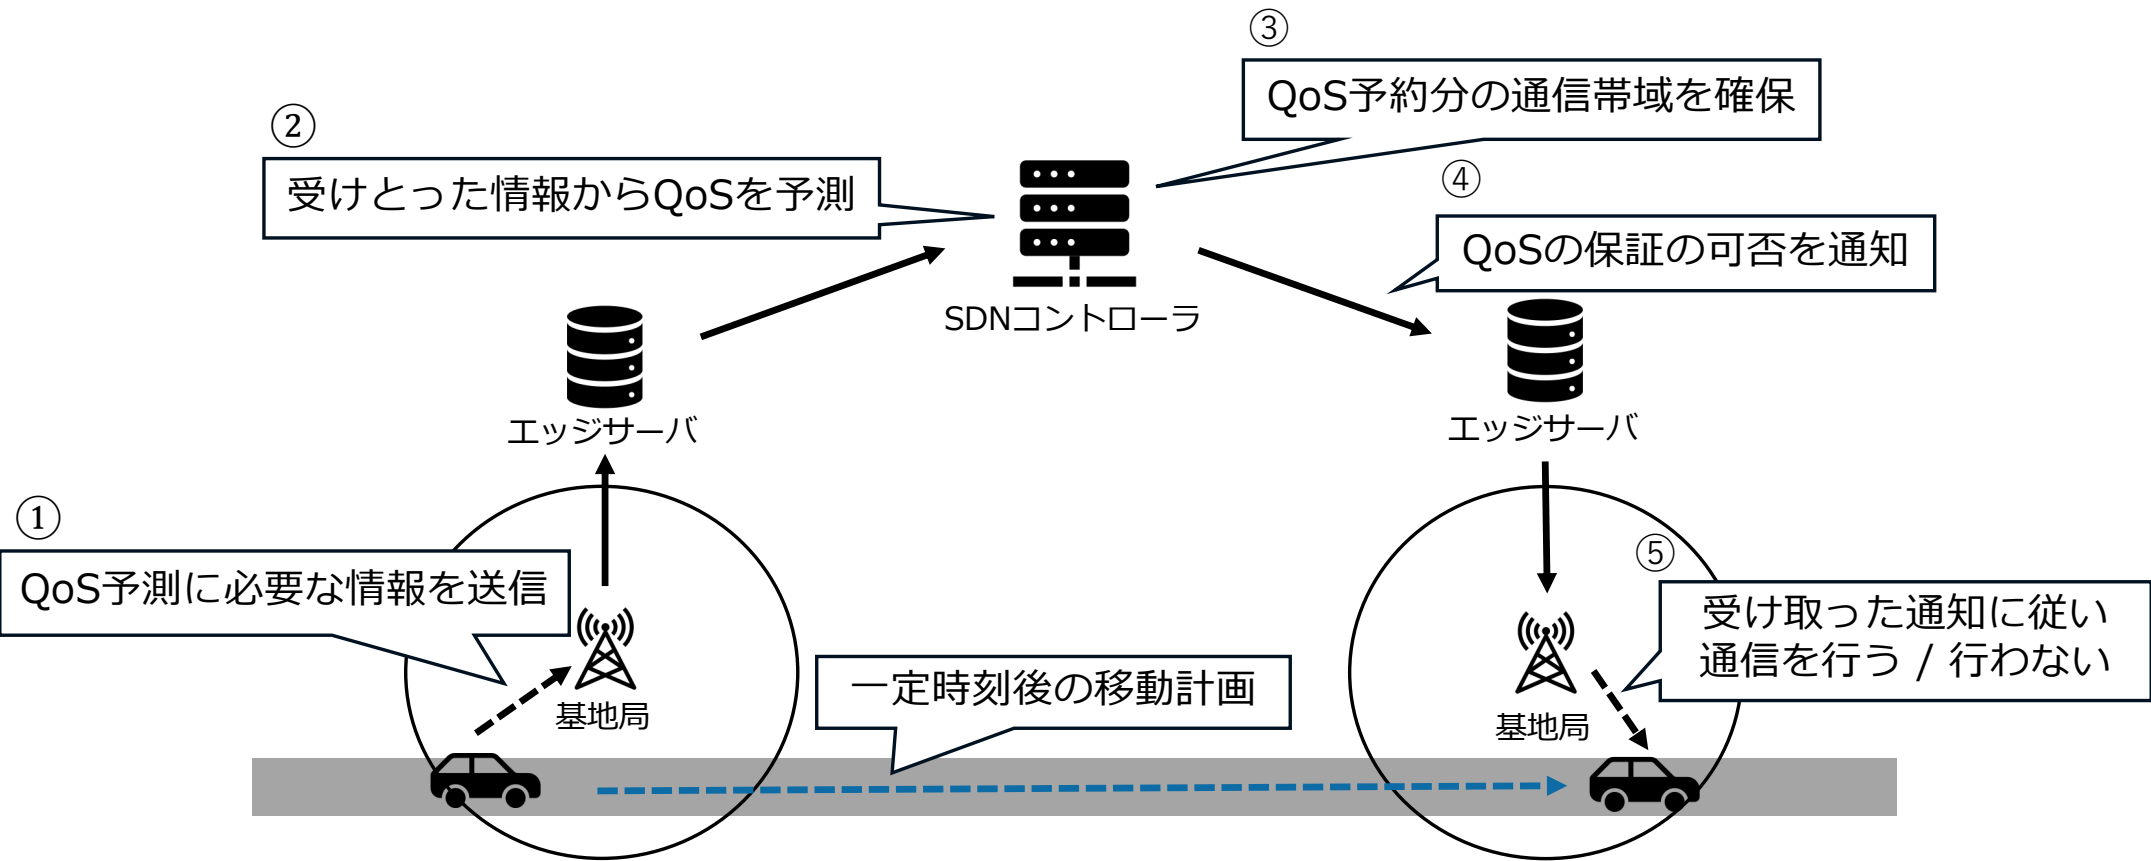 ①
QoS予測に必要な情報を送信
②
受けとった情報からQoSを予測
③
QoS予約分の通信帯域を確保
④
QoSの保証の可否を通知
SDNコントローラ
エッジサーバ
エッジサーバ
⑤
受け取った通知に従い
通信を行う / 行わない
一定時刻後の移動計画
基地局
基地局